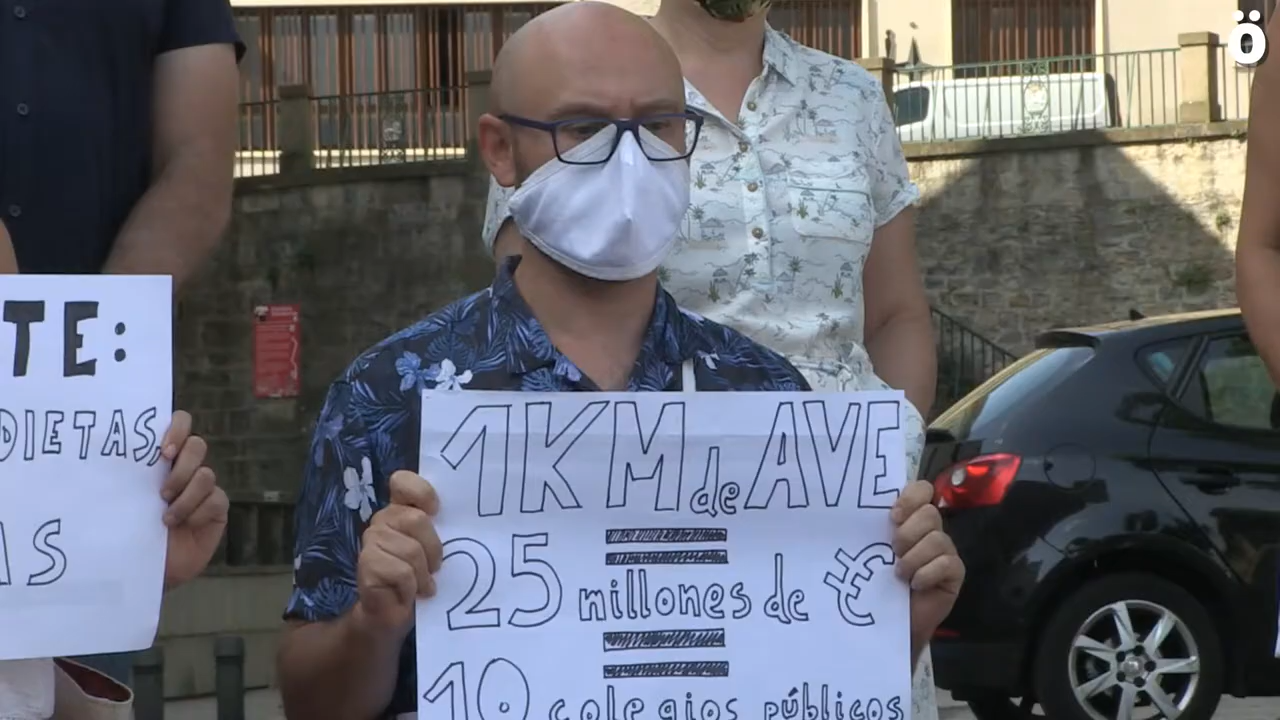 ö
TE:
DIETAS,
AS
1KM de AVE
=
25 millones de €
=
10 colegios públicos